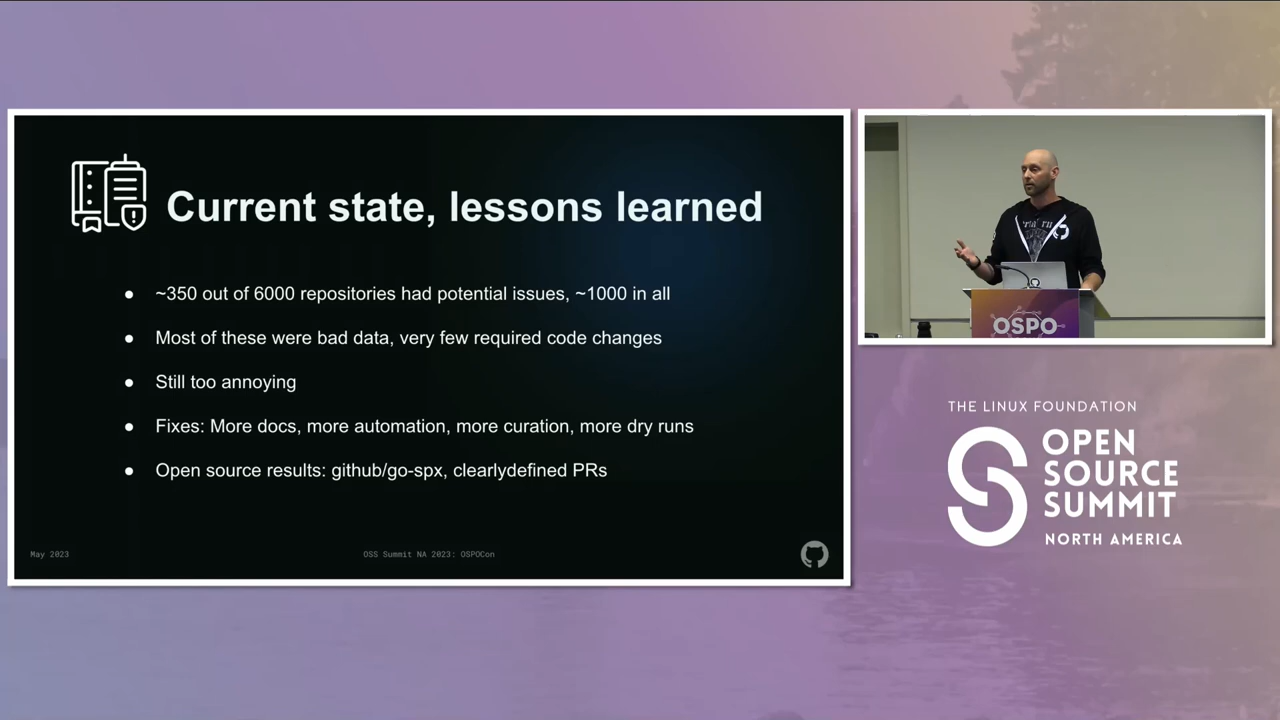 Current state, lessons learned
● ~350 out of 6000 repositories had potential issues, ~1000 in all
● Most of these were bad data, very few required code changes
● Still too annoying
● Fixes: More docs, more automation, more curation, more dry runs
● Open source results: github/go-spx, clearlydefined PRs
May 2023
OSS Summit NA 2023: OSPOCon
OSPO
THE LINUX FOUNDATION
OPEN
SOURCE
SUMMIT
NORTH AMERICA